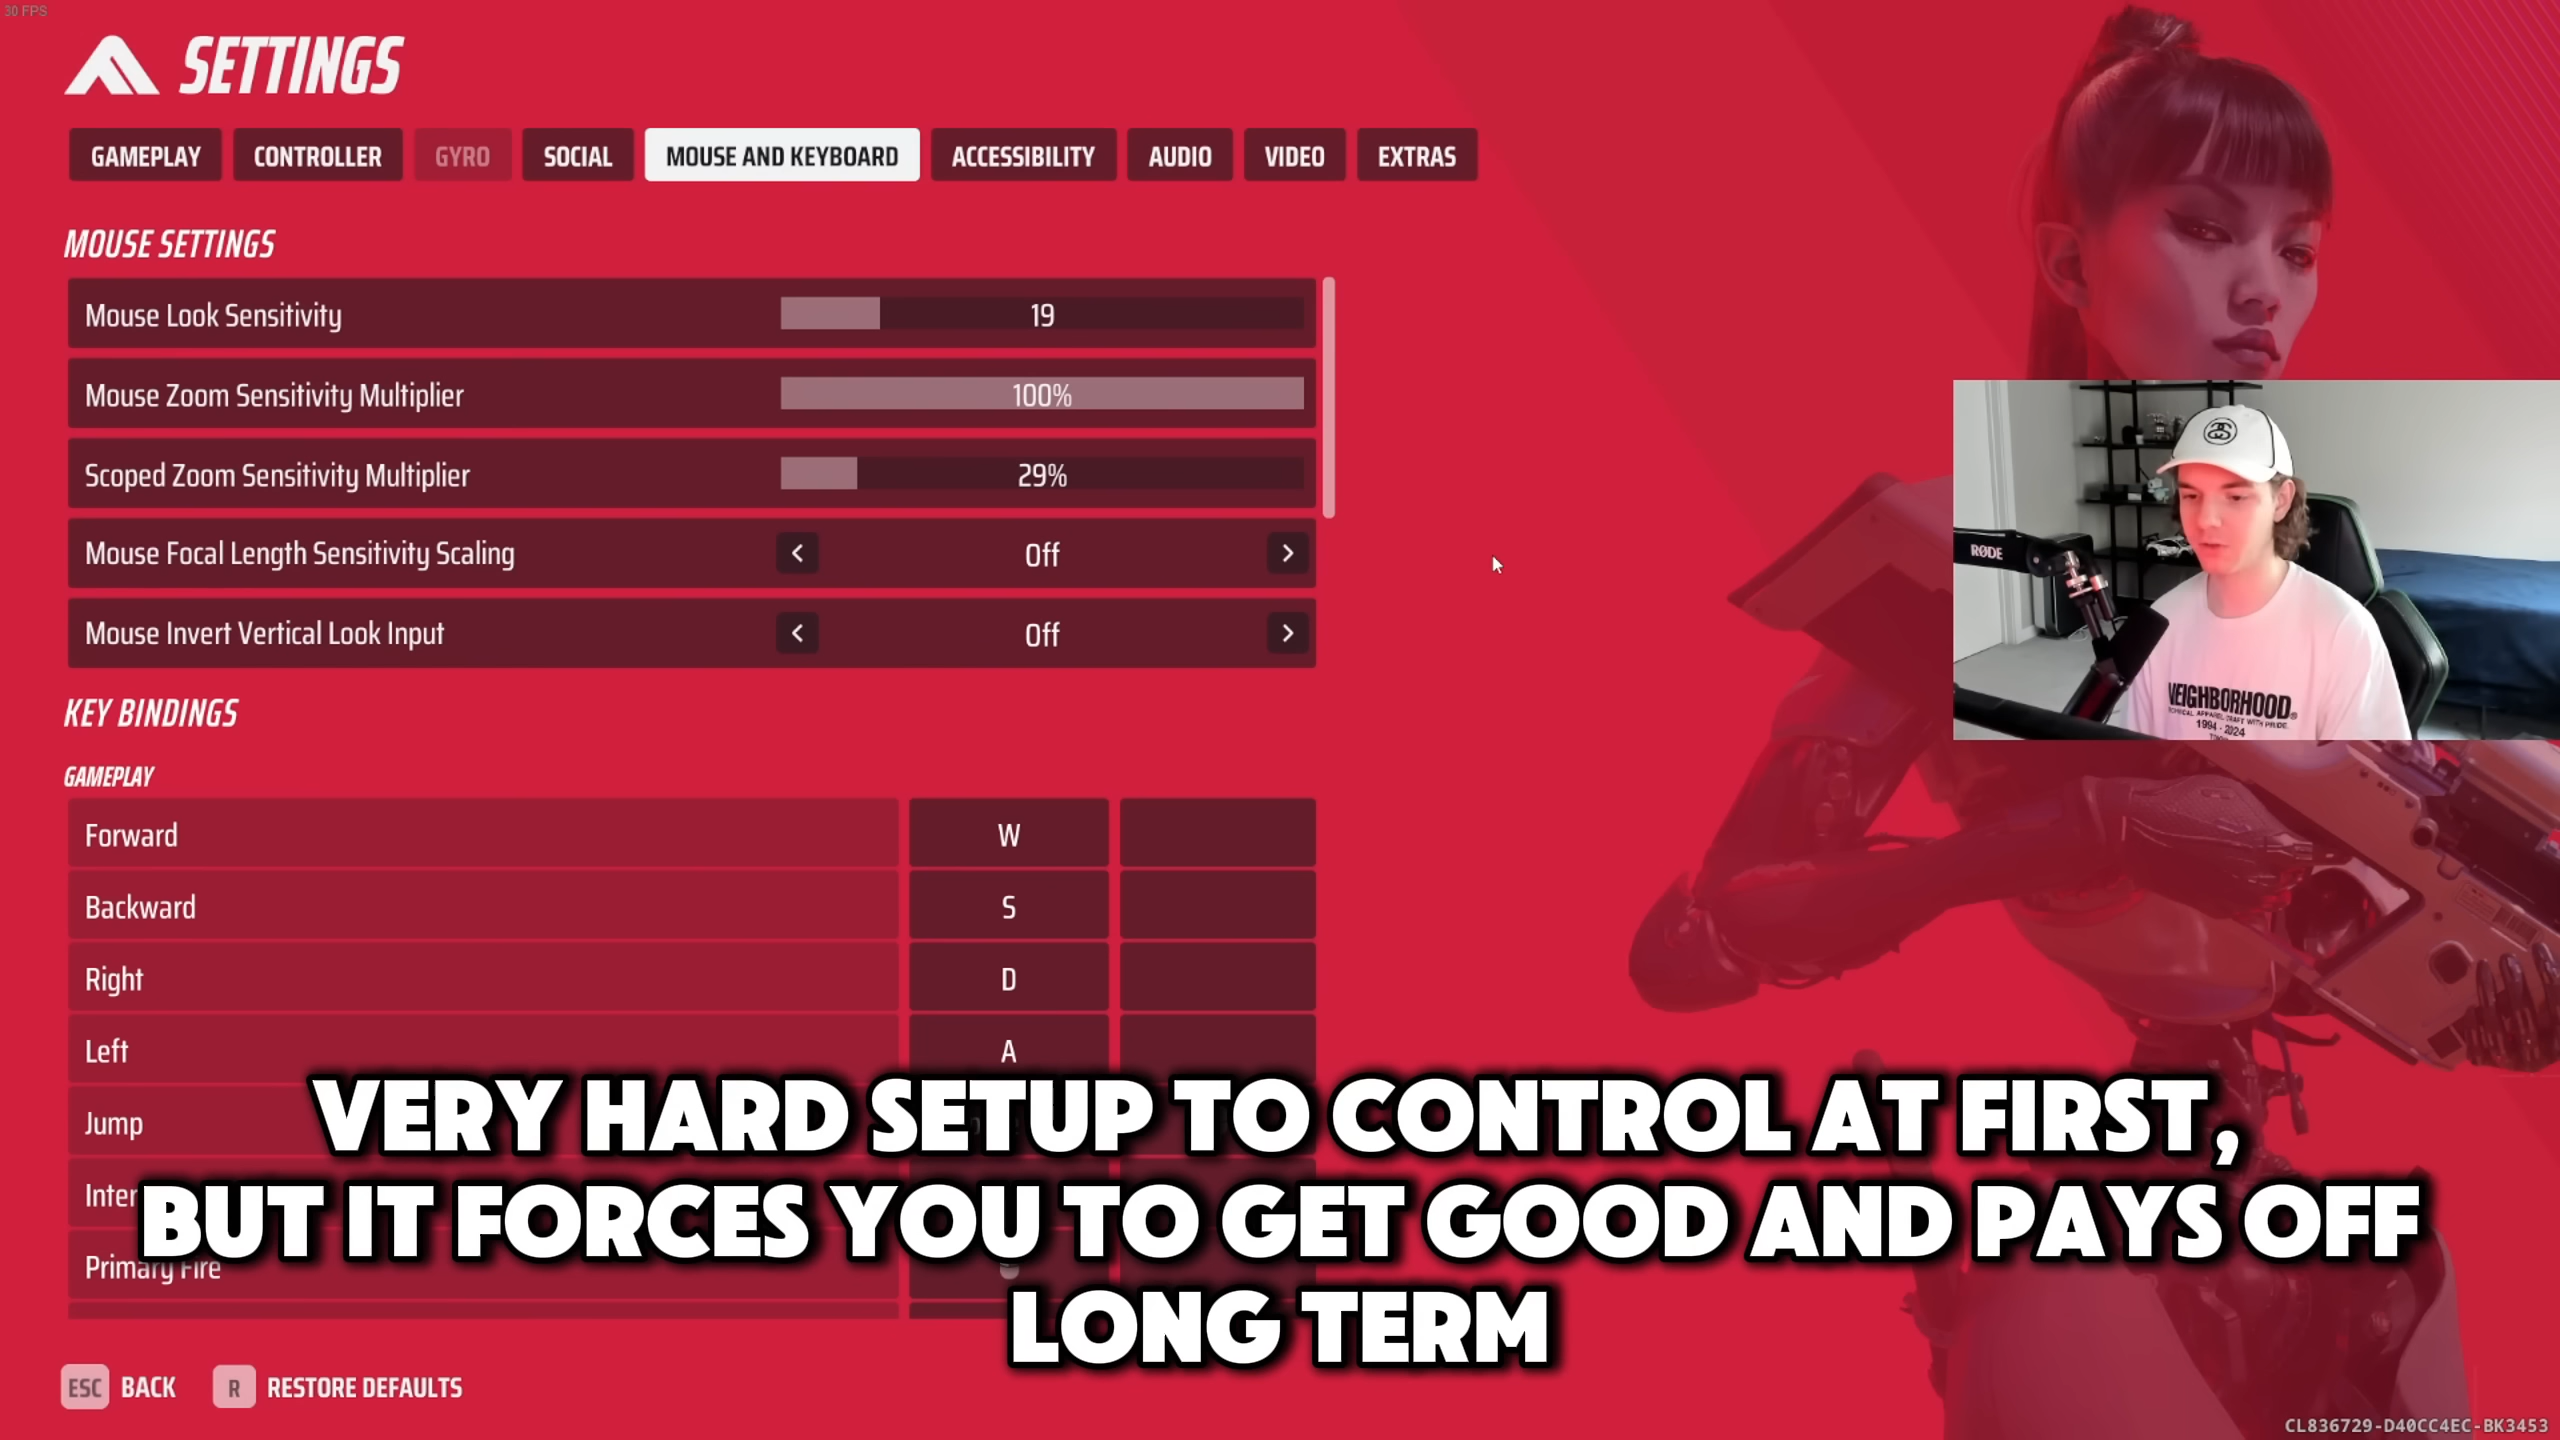 30 FPS
SETTINGS
GAMEPLAY CONTROLLER GYRO SOCIAL MOUSE AND KEYBOARD ACCESSIBILITY AUDIO VIDEO EXTRAS
MOUSE SETTINGS
Mouse Look Sensitivity 19
Mouse Zoom Sensitivity Multiplier 100%
Scoped Zoom Sensitivity Multiplier 29%
Mouse Focal Length Sensitivity Scaling < Off >
Mouse Invert Vertical Look Input < Off >
RØDE
NEIGHBORHOOD®
1994 - 2024
KEY BINDINGS
GAMEPLAY
Forward W
Backward S
Right D
Left A
Jump
Inter
Primary Fire
VERY HARD SETUP TO CONTROL AT FIRST,
BUT IT FORCES YOU TO GET GOOD AND PAYS OFF
LONG TERM
ESC BACK R RESTORE DEFAULTS
CL836729-D40CC4EC-BK3453